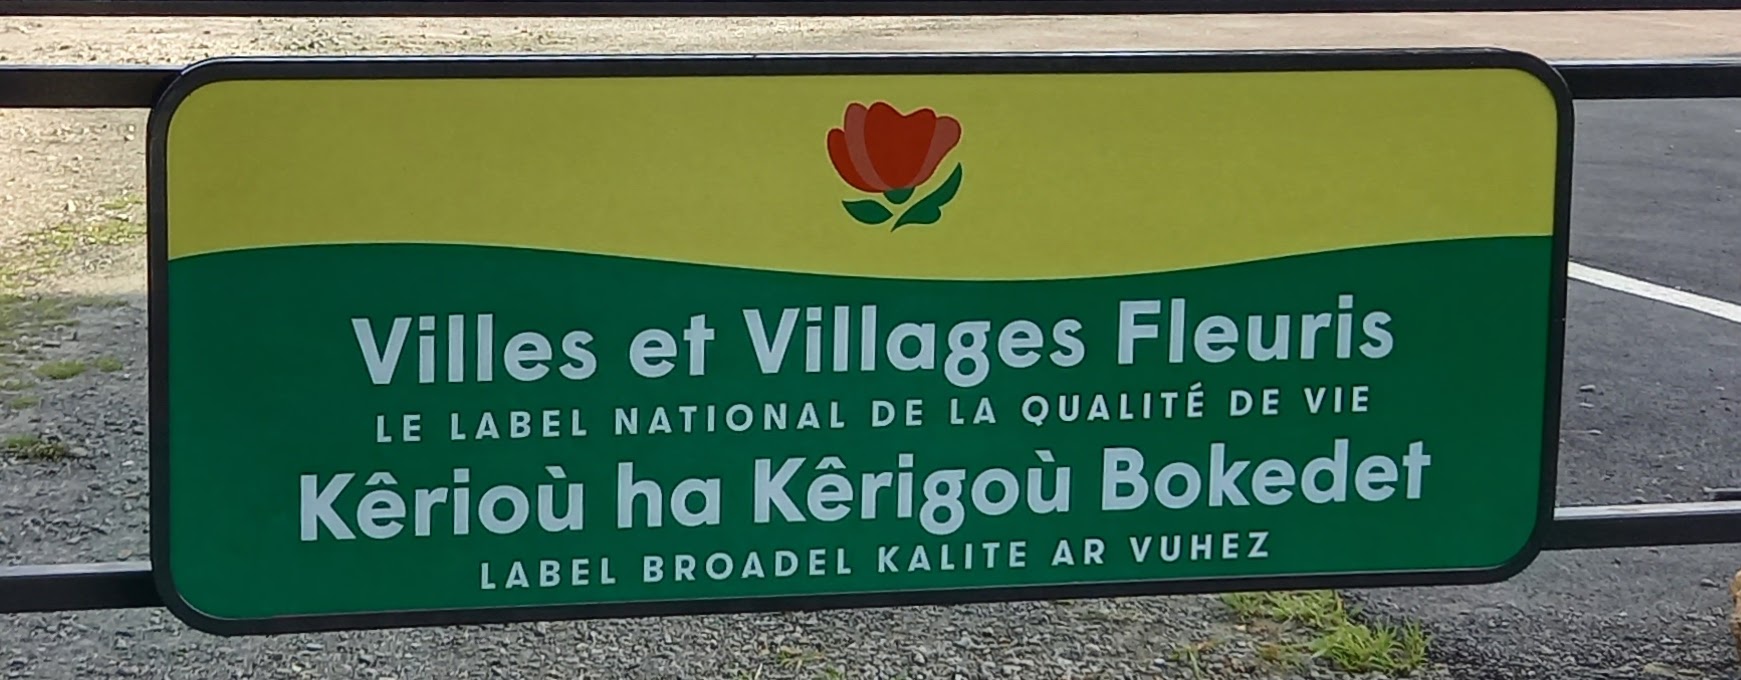 Villes et Villages Fleuris
LE LABEL NATIONAL DE LA QUALITÉ DE VIE
Kêrioù ha Kêrigoù Bokedet
LABEL BROADEL KALITE AR VUHEZ